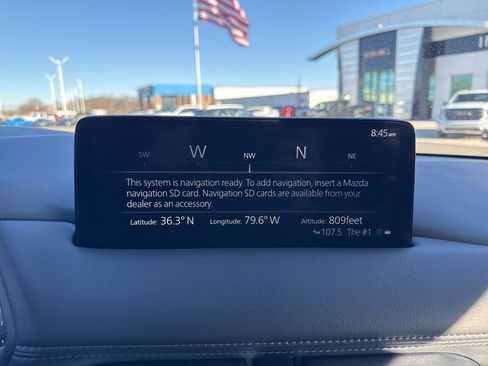 8:45am
SW W NW N NE
This system is navigation ready. To add navigation, insert a Mazda
navigation SD card. Navigation SD cards are available from your
dealer as an accessory.
Latitude: 36.3° N Longitude: 79.6° W Altitude: 809feet
107.5 The #1